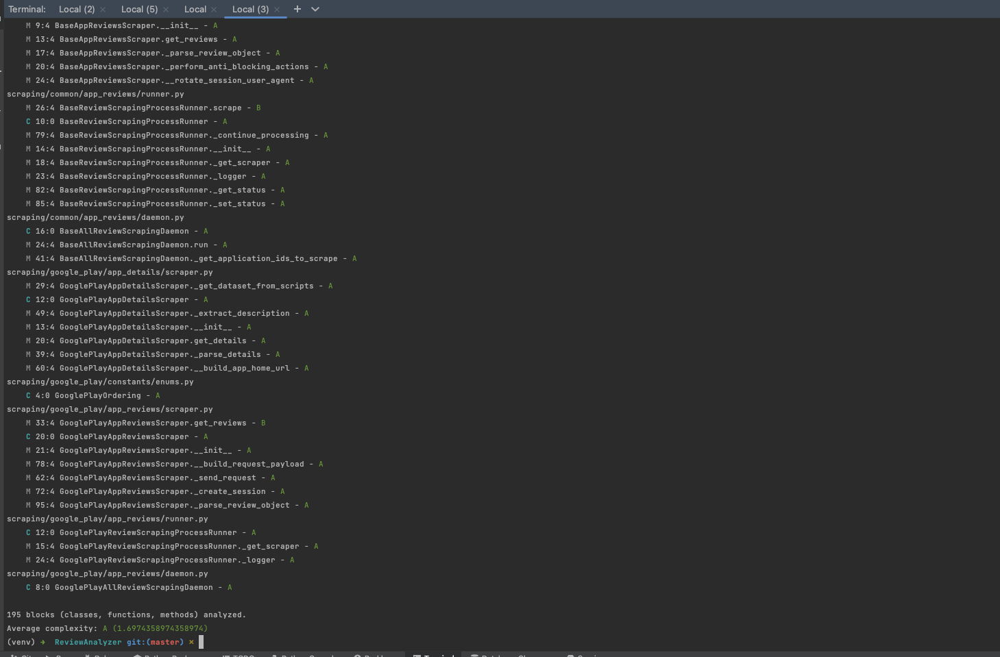 Terminal: Local (2) × Local (5) × Local × Local (3) × +
M 9:4 BaseAppReviewsScraper.__init__ - A
M 13:4 BaseAppReviewsScraper.get_reviews - A
M 17:4 BaseAppReviewsScraper._parse_review_object - A
M 20:4 BaseAppReviewsScraper._perform_anti_blocking_actions - A
M 24:4 BaseAppReviewsScraper.__rotate_session_user_agent - A
scraping/common/app_reviews/runner.py
M 26:4 BaseReviewScrapingProcessRunner.scrape - B
C 10:0 BaseReviewScrapingProcessRunner - A
M 79:4 BaseReviewScrapingProcessRunner._continue_processing - A
M 14:4 BaseReviewScrapingProcessRunner.__init__ - A
M 18:4 BaseReviewScrapingProcessRunner._get_scraper - A
M 23:4 BaseReviewScrapingProcessRunner._logger - A
M 82:4 BaseReviewScrapingProcessRunner._get_status - A
M 85:4 BaseReviewScrapingProcessRunner._set_status - A
scraping/common/app_reviews/daemon.py
C 16:0 BaseAllReviewScrapingDaemon - A
M 24:4 BaseAllReviewScrapingDaemon.run - A
M 41:4 BaseAllReviewScrapingDaemon._get_application_ids_to_scrape - A
scraping/google_play/app_details/scraper.py
M 29:4 GooglePlayAppDetailsScraper._get_dataset_from_scripts - A
C 12:0 GooglePlayAppDetailsScraper - A
M 49:4 GooglePlayAppDetailsScraper._extract_description - A
M 13:4 GooglePlayAppDetailsScraper.__init__ - A
M 20:4 GooglePlayAppDetailsScraper.get_details - A
M 39:4 GooglePlayAppDetailsScraper._parse_details - A
M 60:4 GooglePlayAppDetailsScraper.__build_app_home_url - A
scraping/google_play/constants/enums.py
C 4:0 GooglePlayOrdering - A
scraping/google_play/app_reviews/scraper.py
M 33:4 GooglePlayAppReviewsScraper.get_reviews - B
C 20:0 GooglePlayAppReviewsScraper - A
M 21:4 GooglePlayAppReviewsScraper.__init__ - A
M 78:4 GooglePlayAppReviewsScraper.__build_request_payload - A
M 62:4 GooglePlayAppReviewsScraper._send_request - A
M 72:4 GooglePlayAppReviewsScraper._create_session - A
M 95:4 GooglePlayAppReviewsScraper._parse_review_object - A
scraping/google_play/app_reviews/runner.py
C 12:0 GooglePlayReviewScrapingProcessRunner - A
M 15:4 GooglePlayReviewScrapingProcessRunner._get_scraper - A
M 24:4 GooglePlayReviewScrapingProcessRunner._logger - A
scraping/google_play/app_reviews/daemon.py
C 8:0 GooglePlayAllReviewScrapingDaemon - A
195 blocks (classes, functions, methods) analyzed.
Average complexity: A (1.6974358974358974)
(venv) ➜ ReviewAnalyzer git:(master) ×